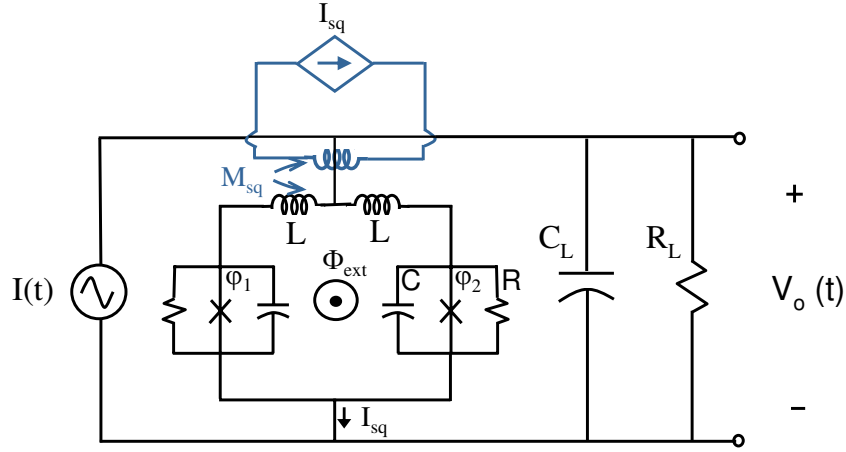 I_sq
M_sq
L L
Φ_ext
φ_1 C φ_2 R
I(t)
C_L R_L
+
V_o (t)
−
I_sq